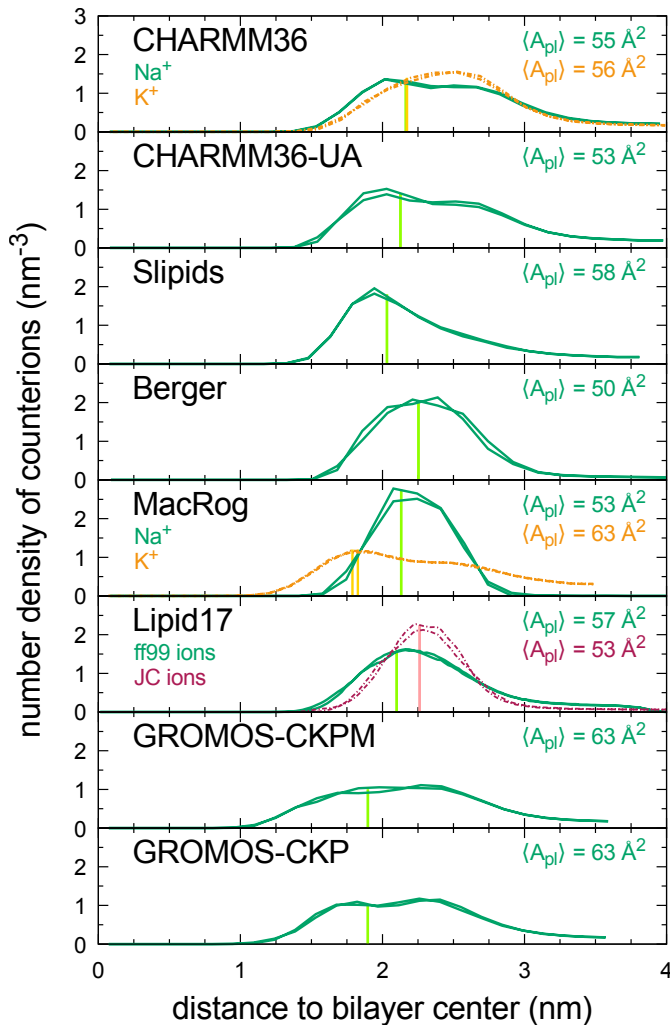 number density of counterions (nm⁻³)
3
2
1
0
CHARMM36
Na⁺
K⁺
⟨Aₚₗ⟩ = 55 Å²
⟨Aₚₗ⟩ = 56 Å²
2
1
0
CHARMM36-UA
⟨Aₚₗ⟩ = 53 Å²
2
1
0
Slipids
⟨Aₚₗ⟩ = 58 Å²
2
1
0
Berger
⟨Aₚₗ⟩ = 50 Å²
2
1
0
MacRog
Na⁺
K⁺
⟨Aₚₗ⟩ = 53 Å²
⟨Aₚₗ⟩ = 63 Å²
2
1
0
Lipid17
ff99 ions
JC ions
⟨Aₚₗ⟩ = 57 Å²
⟨Aₚₗ⟩ = 53 Å²
2
1
0
GROMOS-CKPM
⟨Aₚₗ⟩ = 63 Å²
2
1
0
GROMOS-CKP
⟨Aₚₗ⟩ = 63 Å²
0 1 2 3 4
distance to bilayer center (nm)